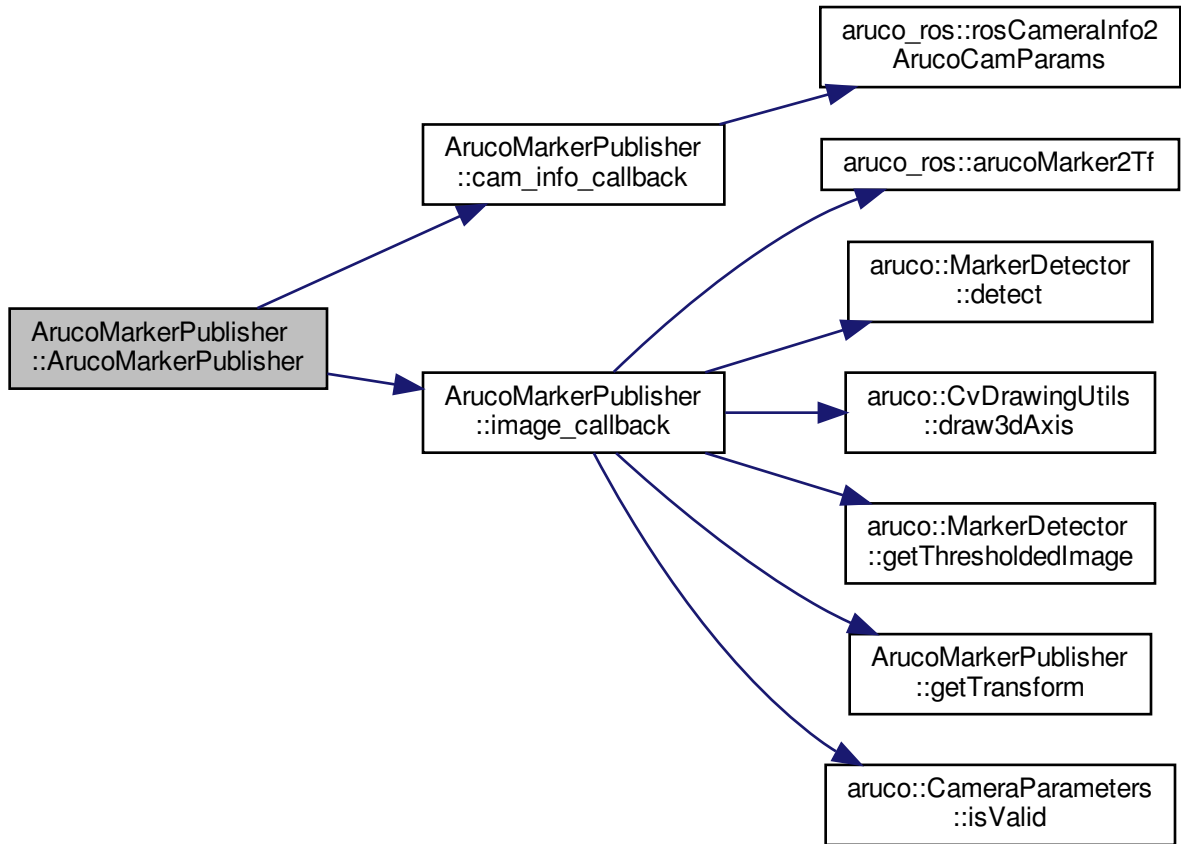 aruco_ros::rosCameraInfo2
ArucoCamParams
ArucoMarkerPublisher
::cam_info_callback
aruco_ros::arucoMarker2Tf
aruco::MarkerDetector
::detect
ArucoMarkerPublisher
::ArucoMarkerPublisher
ArucoMarkerPublisher
::image_callback
aruco::CvDrawingUtils
::draw3dAxis
aruco::MarkerDetector
::getThresholdedImage
ArucoMarkerPublisher
::getTransform
aruco::CameraParameters
::isValid